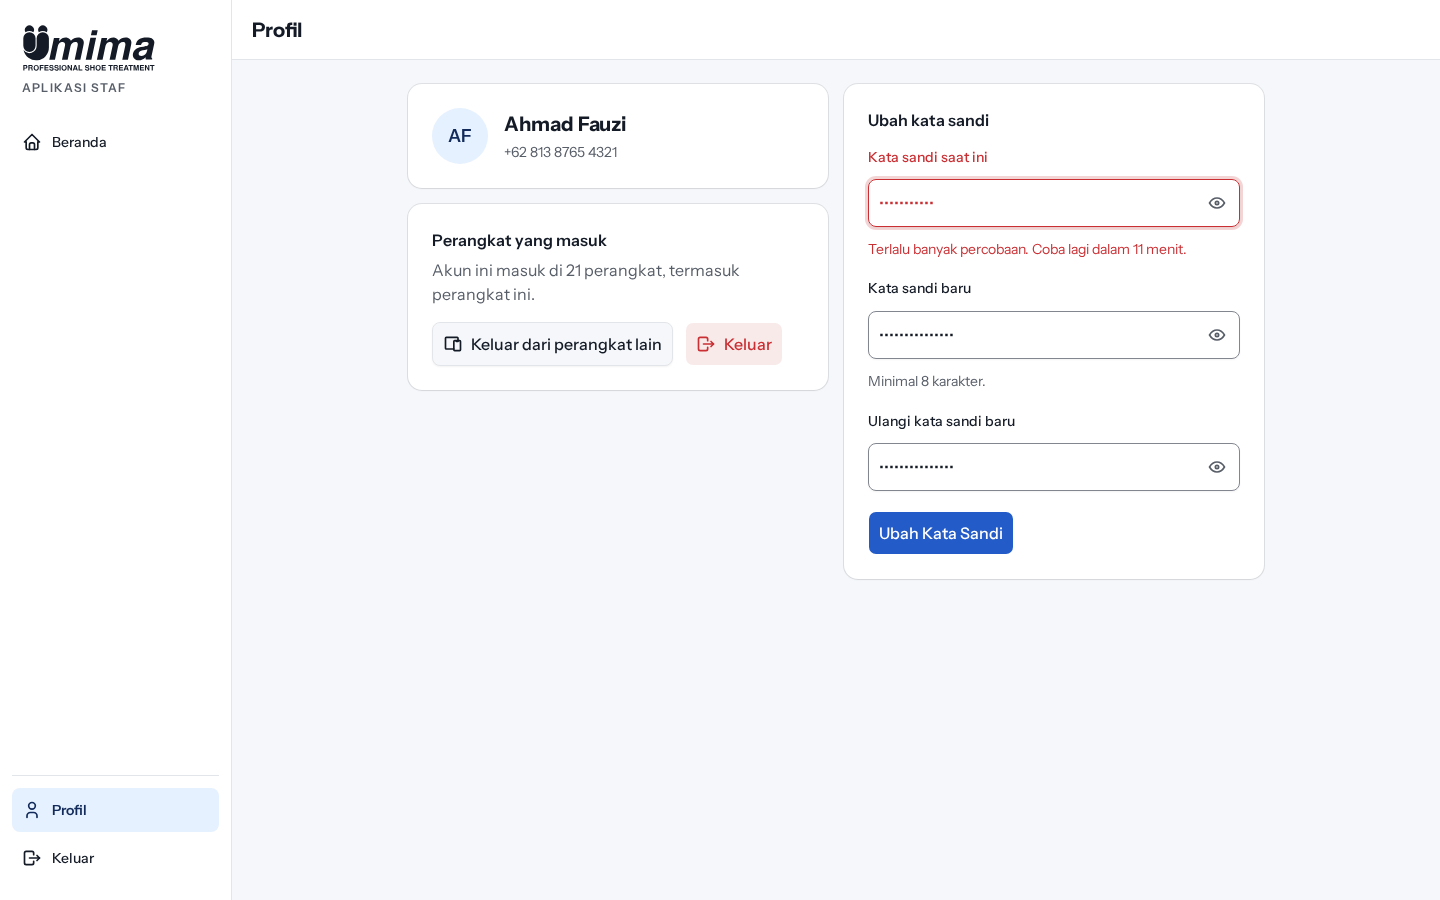 Ümima
PROFESSIONAL SHOE TREATMENT
APLIKASI STAF
Beranda
Profil
Keluar
Profil
AF
Ahmad Fauzi
+62 813 8765 4321
Perangkat yang masuk
Akun ini masuk di 21 perangkat, termasuk
perangkat ini.
Keluar dari perangkat lain
Keluar
Ubah kata sandi
Kata sandi saat ini
Terlalu banyak percobaan. Coba lagi dalam 11 menit.
Kata sandi baru
Minimal 8 karakter.
Ulangi kata sandi baru
Ubah Kata Sandi